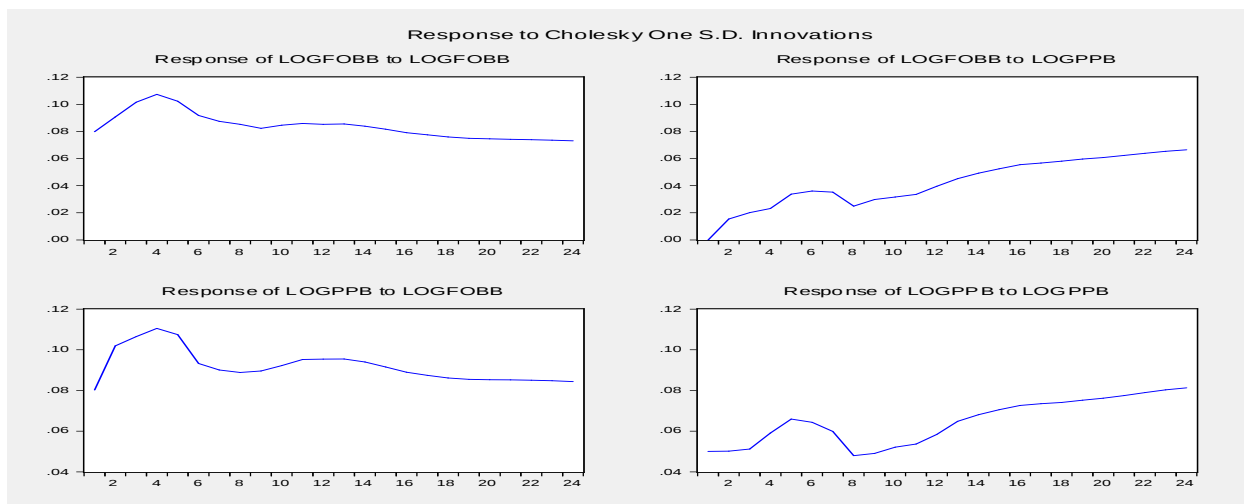 Response to Cholesky One S.D. Innovations
Response of LOGFOBB to LOGFOBB
.12
.10
.08
.06
.04
.02
.00
2 4 6 8 10 12 14 16 18 20 22 24
Response of LOGFOBB to LOGPPB
.12
.10
.08
.06
.04
.02
.00
2 4 6 8 10 12 14 16 18 20 22 24
Response of LOGPPB to LOGFOBB
.12
.10
.08
.06
.04
2 4 6 8 10 12 14 16 18 20 22 24
Response of LOGPPB to LOGPPB
.12
.10
.08
.06
.04
2 4 6 8 10 12 14 16 18 20 22 24